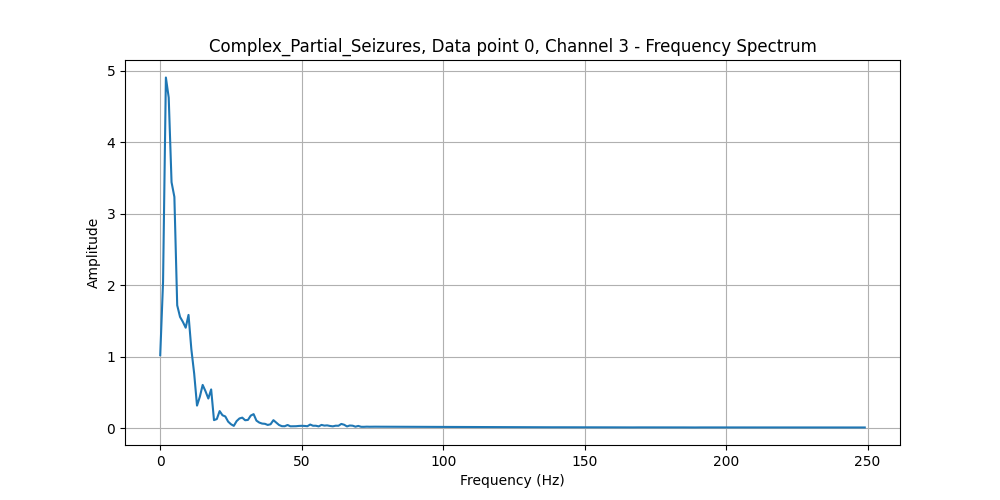 Complex_Partial_Seizures, Data point 0, Channel 3 - Frequency Spectrum
5
4
3
2
1
0
Amplitude
0 50 100 150 200 250
Frequency (Hz)